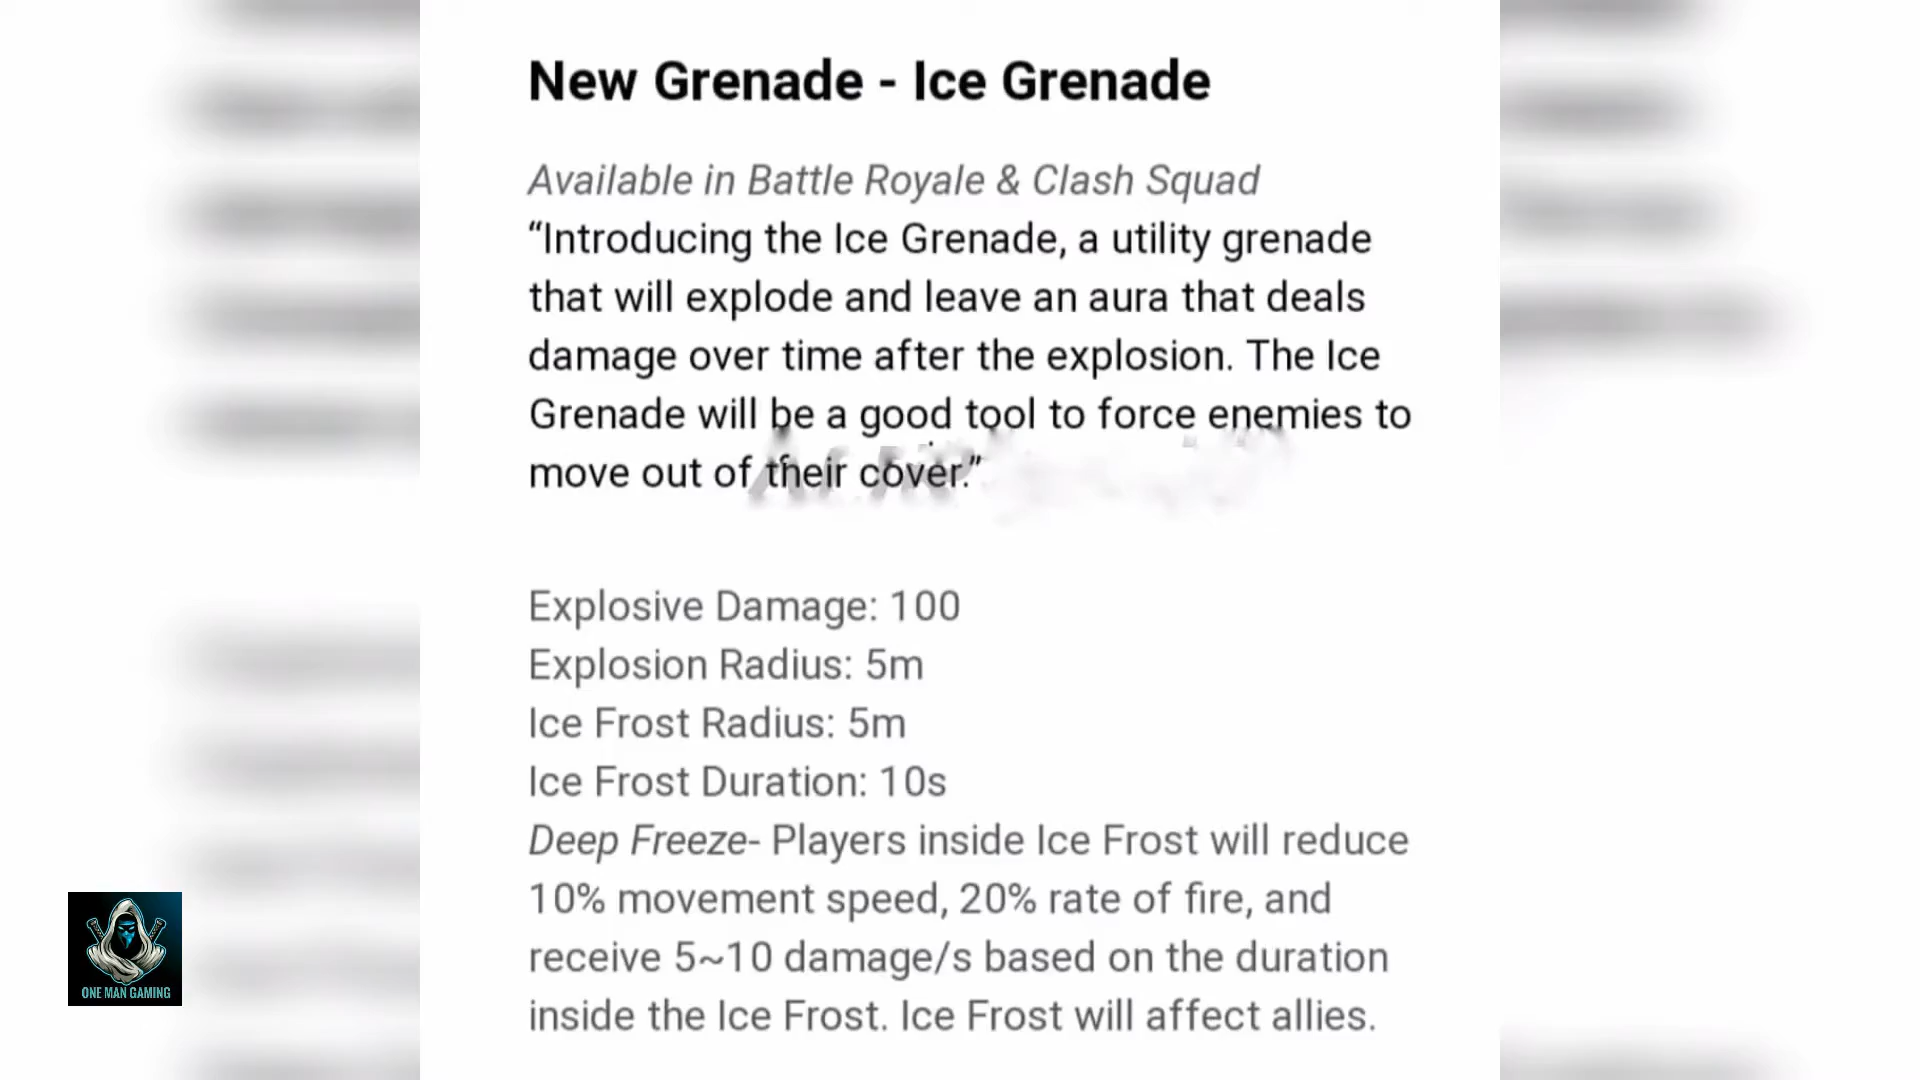 New Grenade - Ice Grenade
Available in Battle Royale & Clash Squad
“Introducing the Ice Grenade, a utility grenade
that will explode and leave an aura that deals
damage over time after the explosion. The Ice
Grenade will be a good tool to force enemies to
move out of their cover.”
Explosive Damage: 100
Explosion Radius: 5m
Ice Frost Radius: 5m
Ice Frost Duration: 10s
Deep Freeze- Players inside Ice Frost will reduce
10% movement speed, 20% rate of fire, and
receive 5~10 damage/s based on the duration
inside the Ice Frost. Ice Frost will affect allies.
ONE MAN GAMING